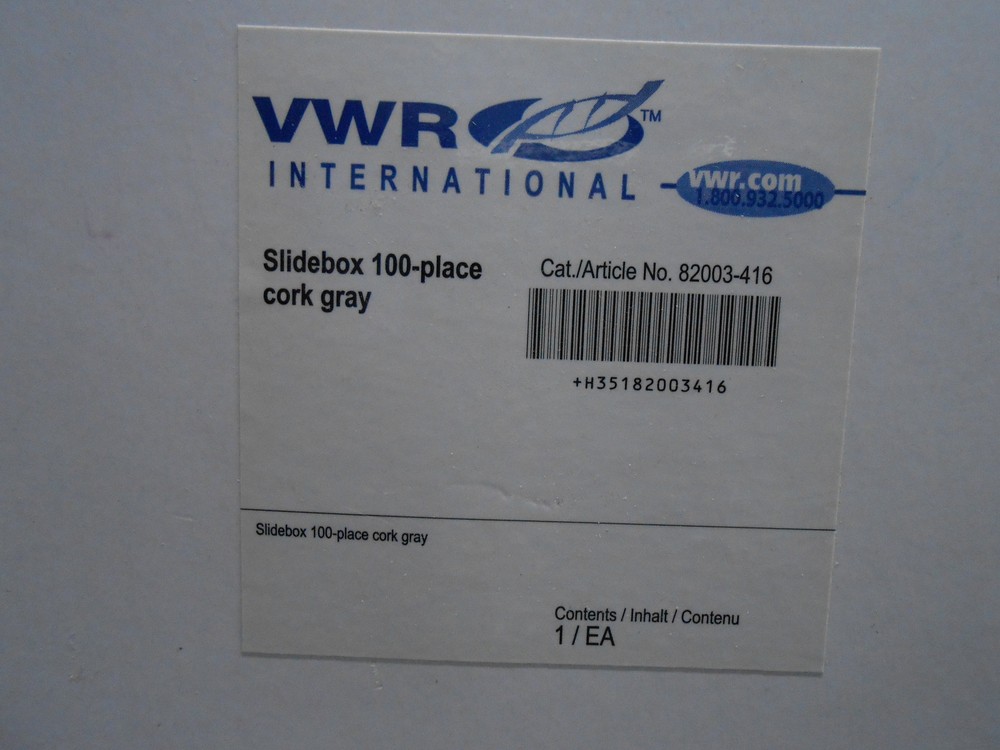 VWR™
INTERNATIONAL
vwr.com
1.800.932.5000
Slidebox 100-place
cork gray
Cat./Article No. 82003-416
+H35182003416
Slidebox 100-place cork gray
Contents / Inhalt / Contenu
1 / EA